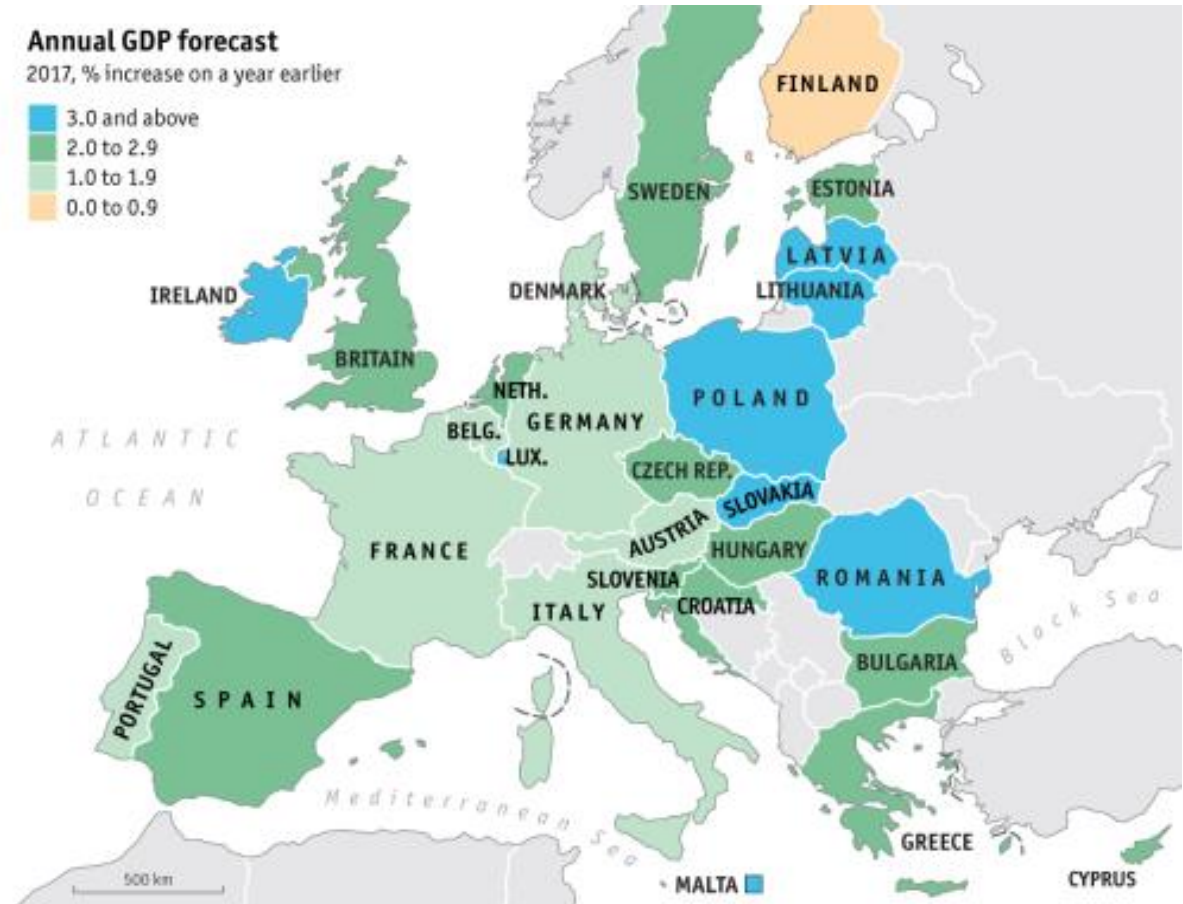 Annual GDP forecast
2017, % increase on a year earlier
3.0 and above
2.0 to 2.9
1.0 to 1.9
0.0 to 0.9
FINLAND
SWEDEN
ESTONIA
LATVIA
LITHUANIA
IRELAND
DENMARK
BRITAIN
NETH.
POLAND
GERMANY
BELG.
ATLANTIC
OCEAN
LUX.
CZECH REP.
SLOVAKIA
AUSTRIA
FRANCE
HUNGARY
SLOVENIA
ROMANIA
CROATIA
ITALY
Black Sea
BULGARIA
PORTUGAL
SPAIN
Mediterranean Sea
GREECE
500 km
MALTA
CYPRUS